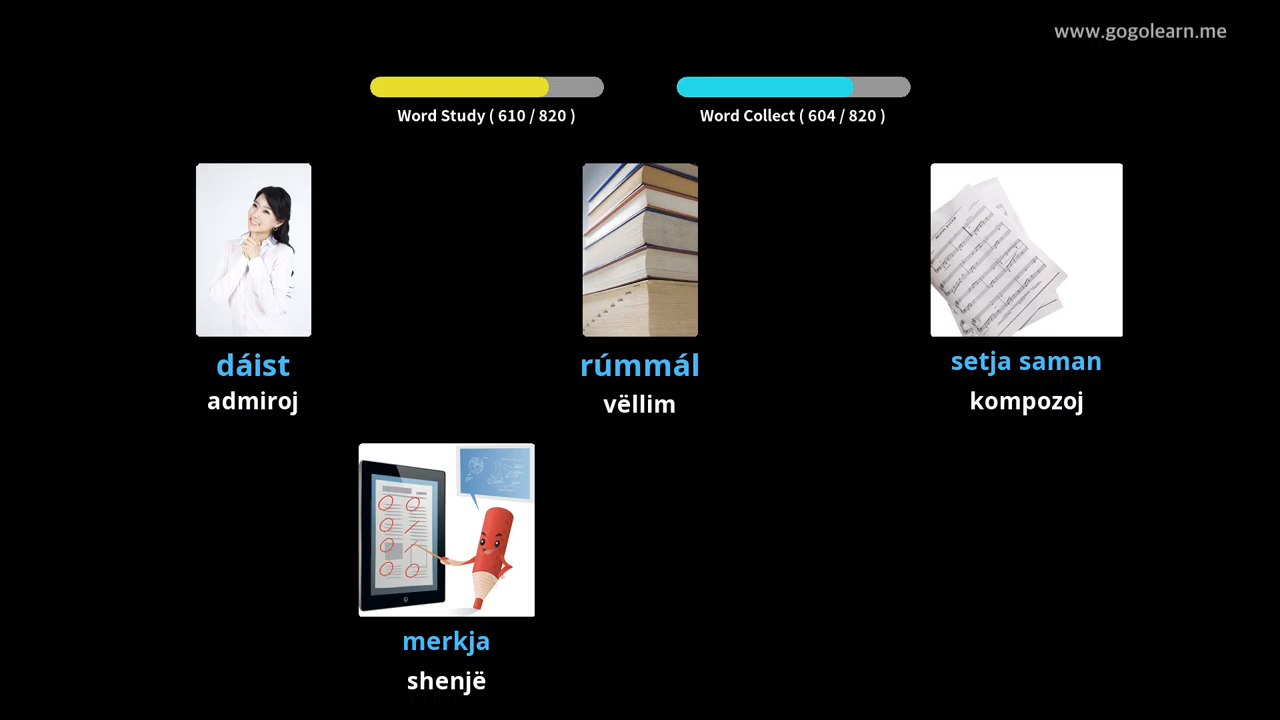 www.gogolearn.me
Word Study ( 610 / 820 )
Word Collect ( 604 / 820 )
dáist
admiroj
rúmmál
vëllim
setja saman
kompozoj
merkja
shenjë